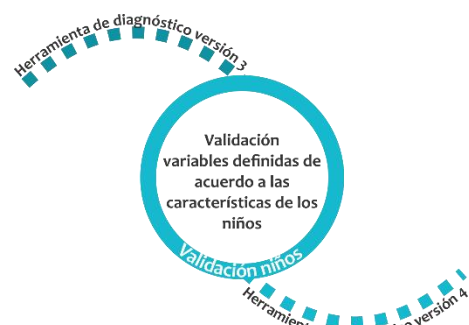 Herramienta de diagnóstico versión 3
Validación
variables definidas de
acuerdo a las
características de los
niños
Validación niños
versión 4